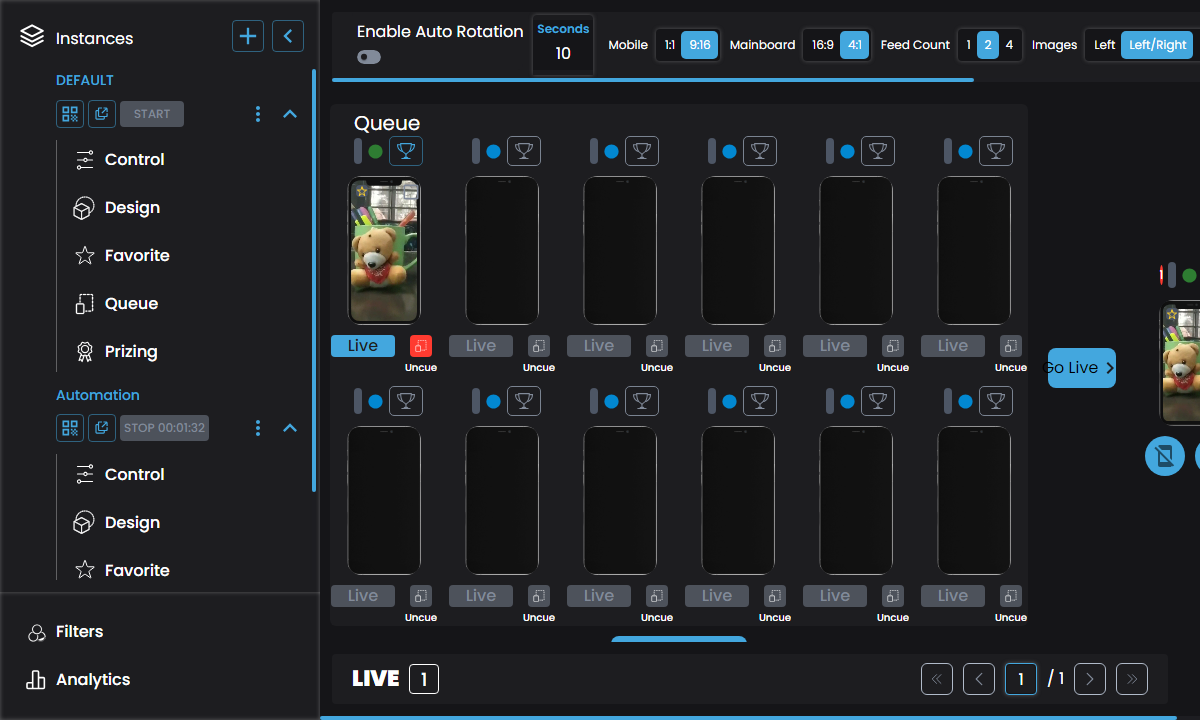 Instances
DEFAULT
START
Control
Design
Favorite
Queue
Prizing
Automation
STOP 00:01:32
Control
Design
Favorite
Filters
Analytics
Enable Auto Rotation
Seconds
10
Mobile 1:1 9:16 Mainboard 16:9 4:1 Feed Count 1 2 4 Images Left Left/Right
Queue
Live Live Live Live Live Live
Uncue Uncue Uncue Uncue Uncue Uncue
Live Live Live Live Live Live
Uncue Uncue Uncue Uncue Uncue Uncue
1
Go Live
LIVE 1
1 / 1